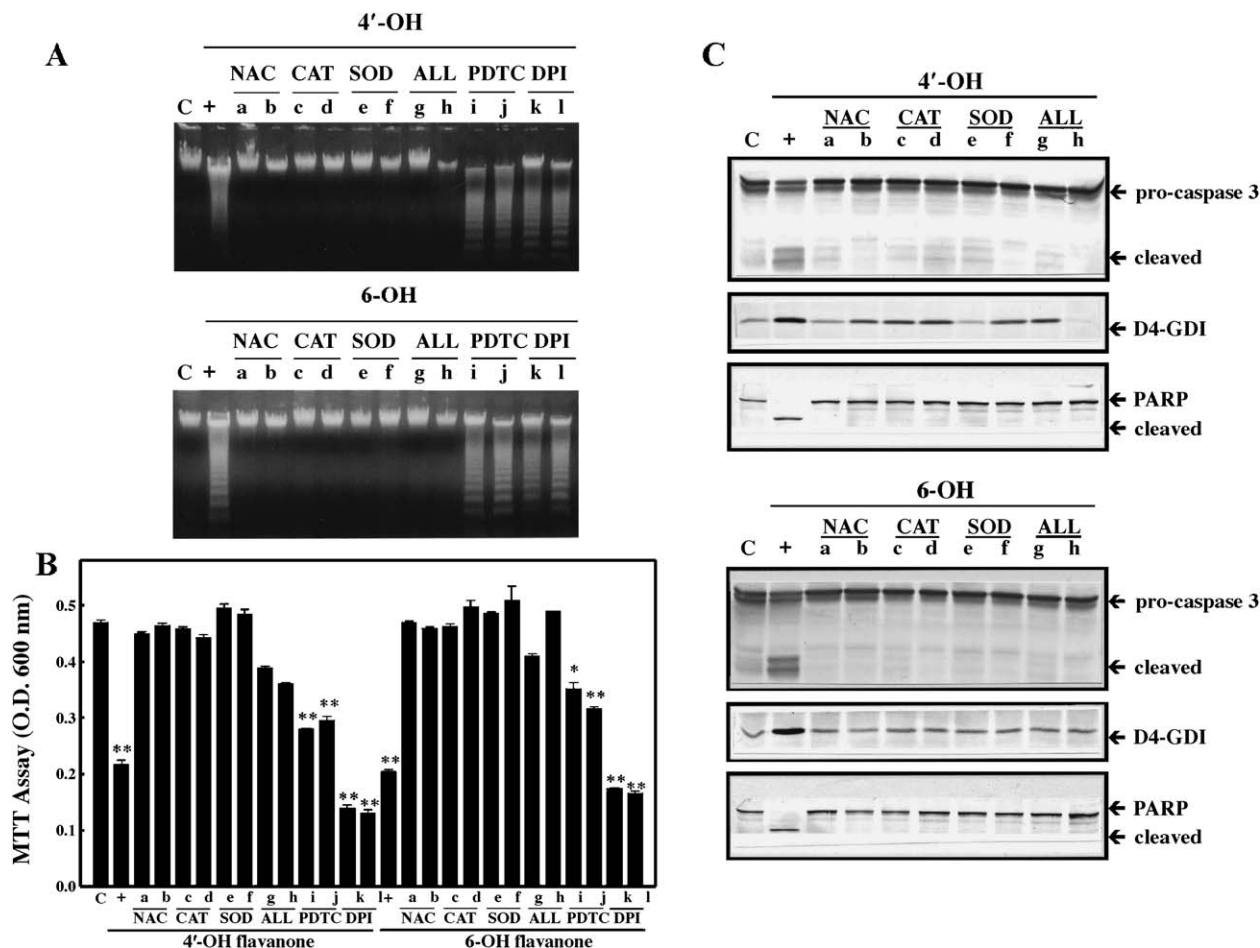 A
4′-OH
NAC CAT SOD ALL PDTC DPI
C + a b c d e f g h i j k l
6-OH
NAC CAT SOD ALL PDTC DPI
C + a b c d e f g h i j k l
B
MTT Assay (O.D. 600 nm)
0.5
0.4
0.3
0.2
0.1
0.0
** ** ** ** ** ** * ** ** **
C + a b c d e f g h i j k l+ a b c d e f g h i j k l
NAC CAT SOD ALL PDTC DPI NAC CAT SOD ALL PDTC DPI
4′-OH flavanone 6-OH flavanone
C
4′-OH
NAC CAT SOD ALL
C + a b c d e f g h
pro-caspase 3
cleaved
D4-GDI
PARP
cleaved
6-OH
NAC CAT SOD ALL
C + a b c d e f g h
pro-caspase 3
cleaved
D4-GDI
PARP
cleaved